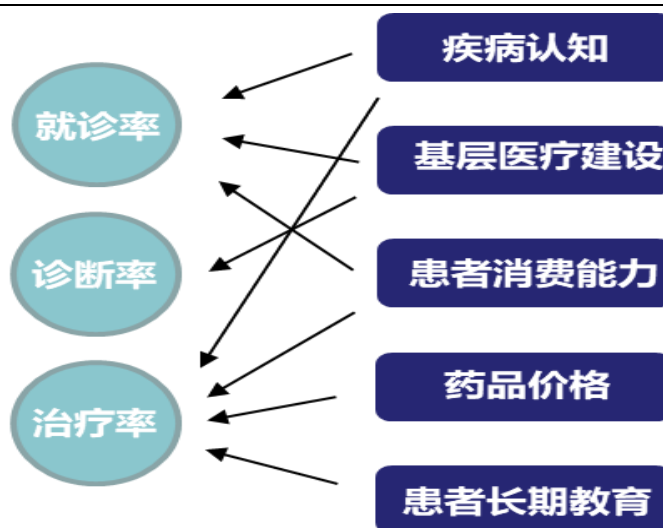 疾病认知
就诊率
基层医疗建设
诊断率
患者消费能力
药品价格
治疗率
患者长期教育